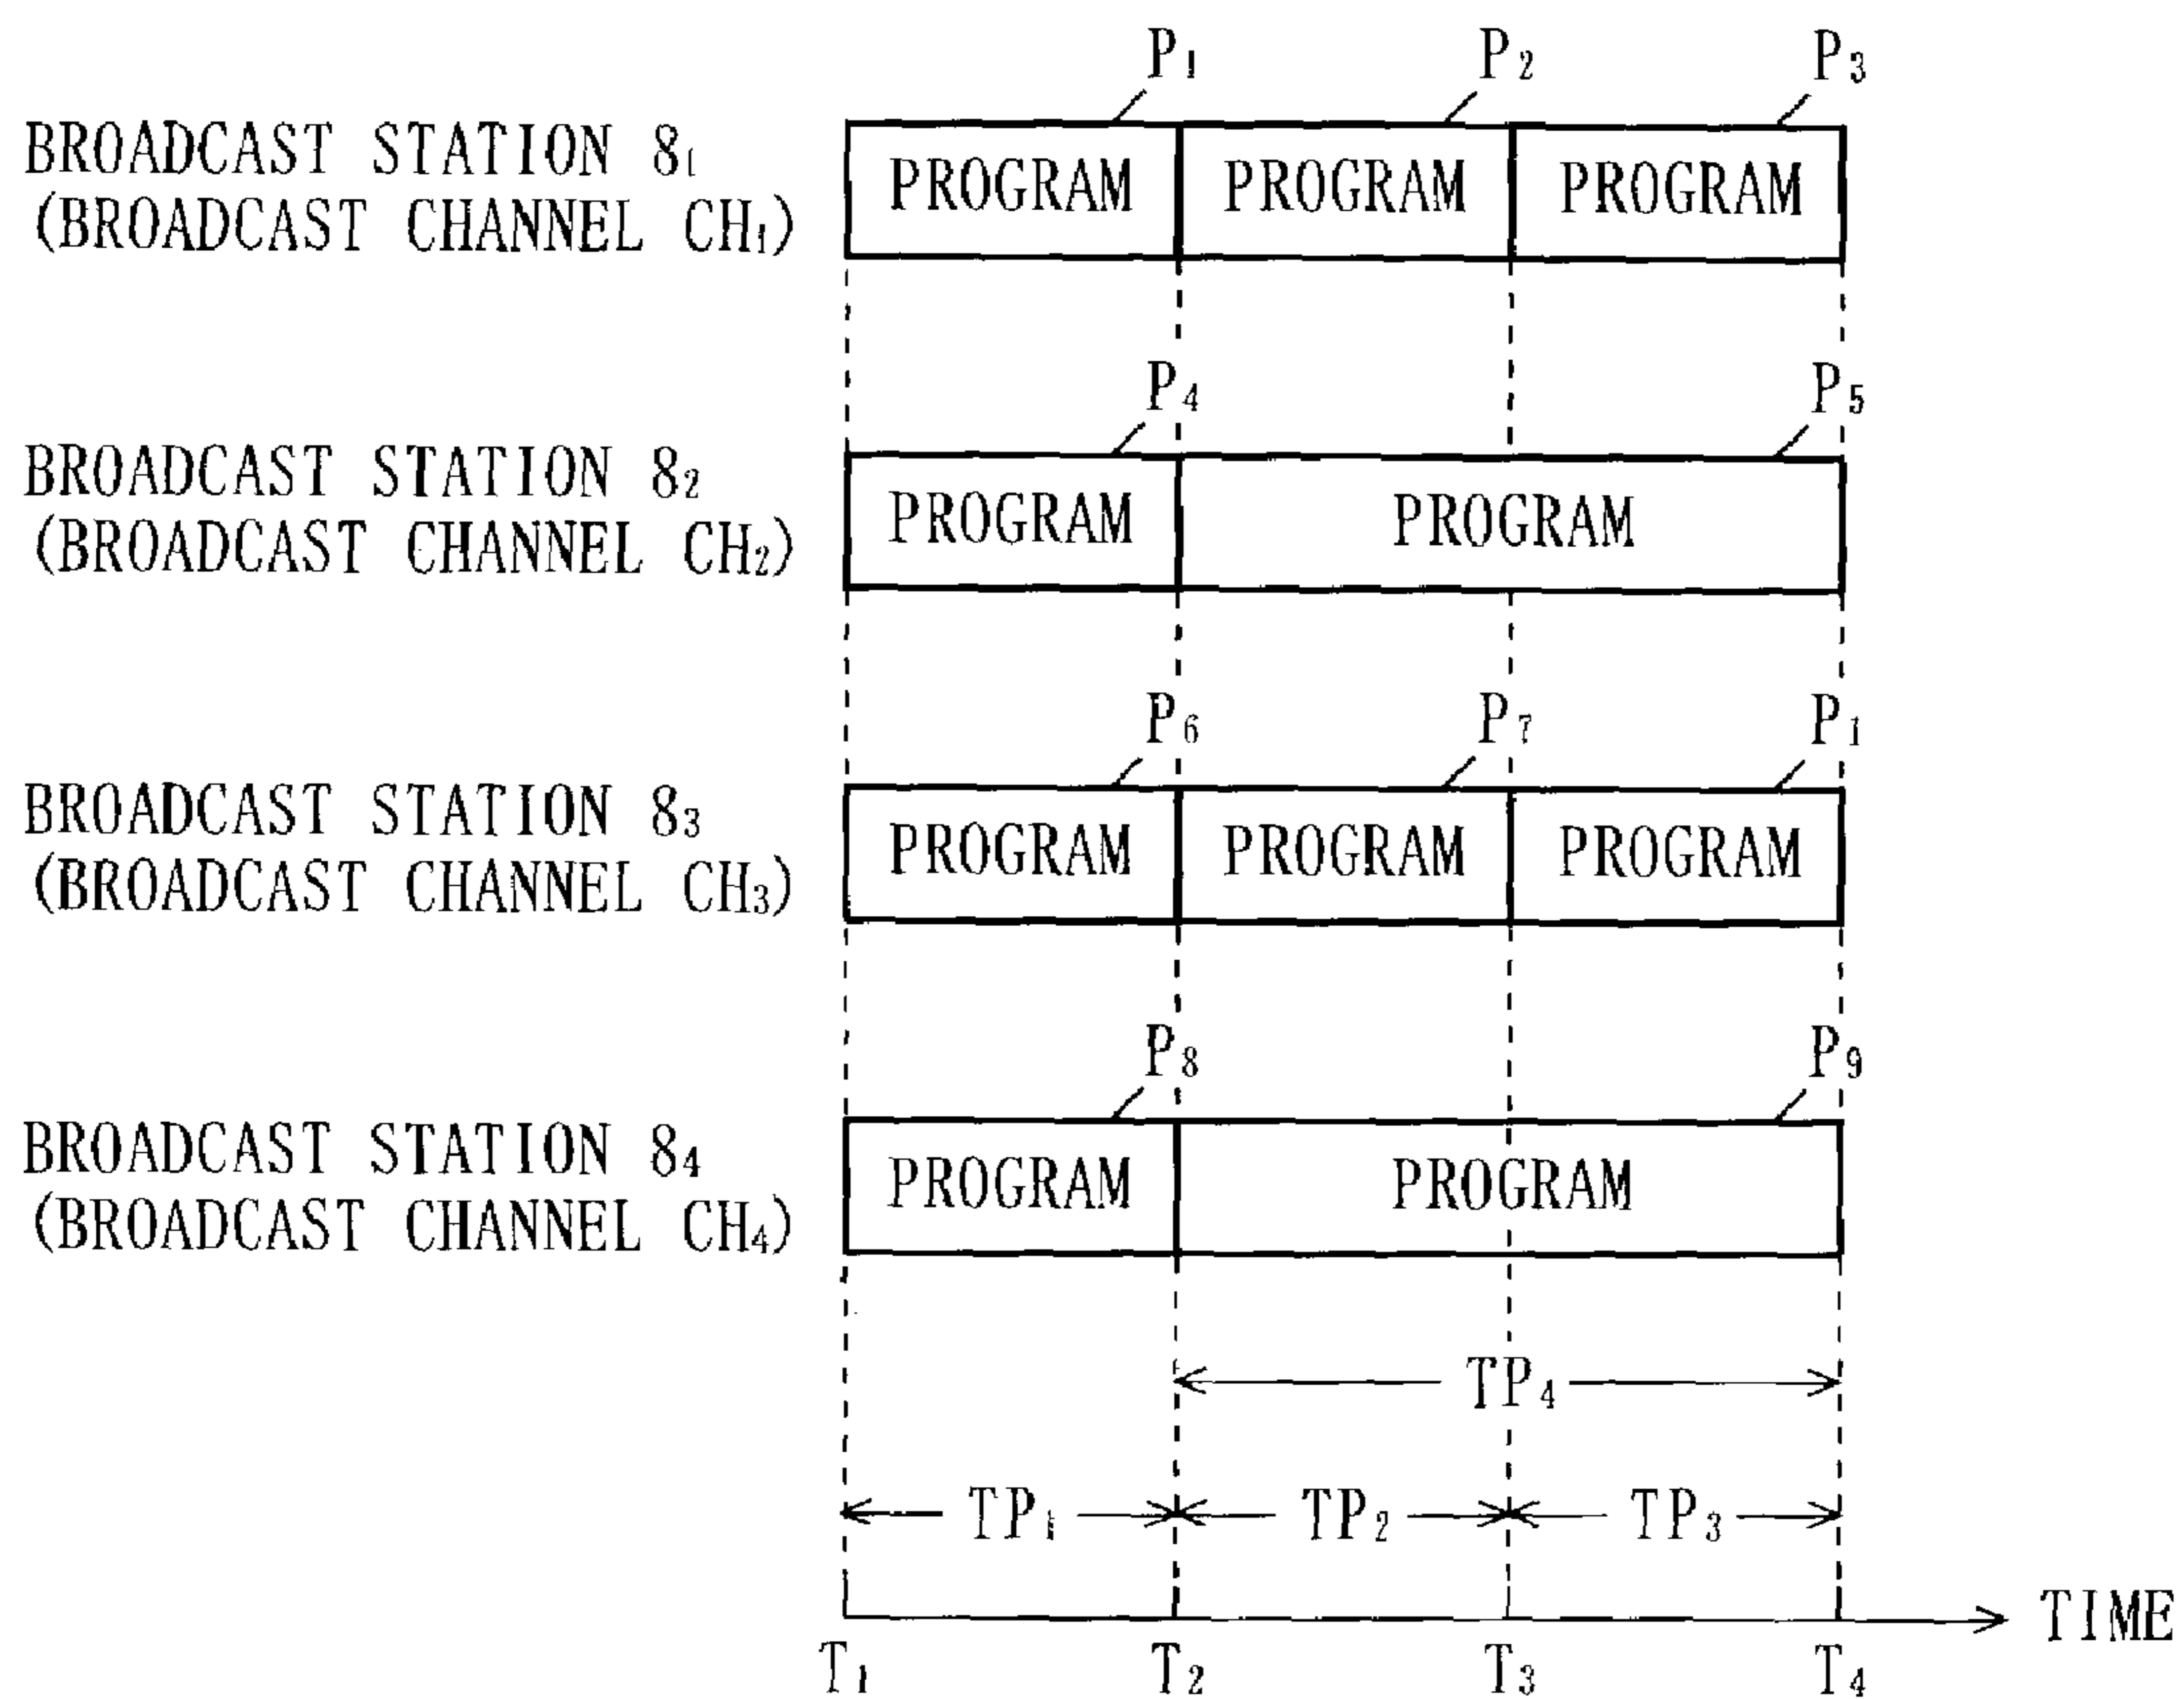 P₁ P₂ P₃
BROADCAST STATION 8₁
(BROADCAST CHANNEL CH₁)
PROGRAM PROGRAM PROGRAM
P₄ P₅
BROADCAST STATION 8₂
(BROADCAST CHANNEL CH₂)
PROGRAM PROGRAM
P₆ P₇ P₁
BROADCAST STATION 8₃
(BROADCAST CHANNEL CH₃)
PROGRAM PROGRAM PROGRAM
P₈ P₉
BROADCAST STATION 8₄
(BROADCAST CHANNEL CH₄)
PROGRAM PROGRAM
TP₄
TP₁ TP₂ TP₃
TIME
T₁ T₂ T₃ T₄